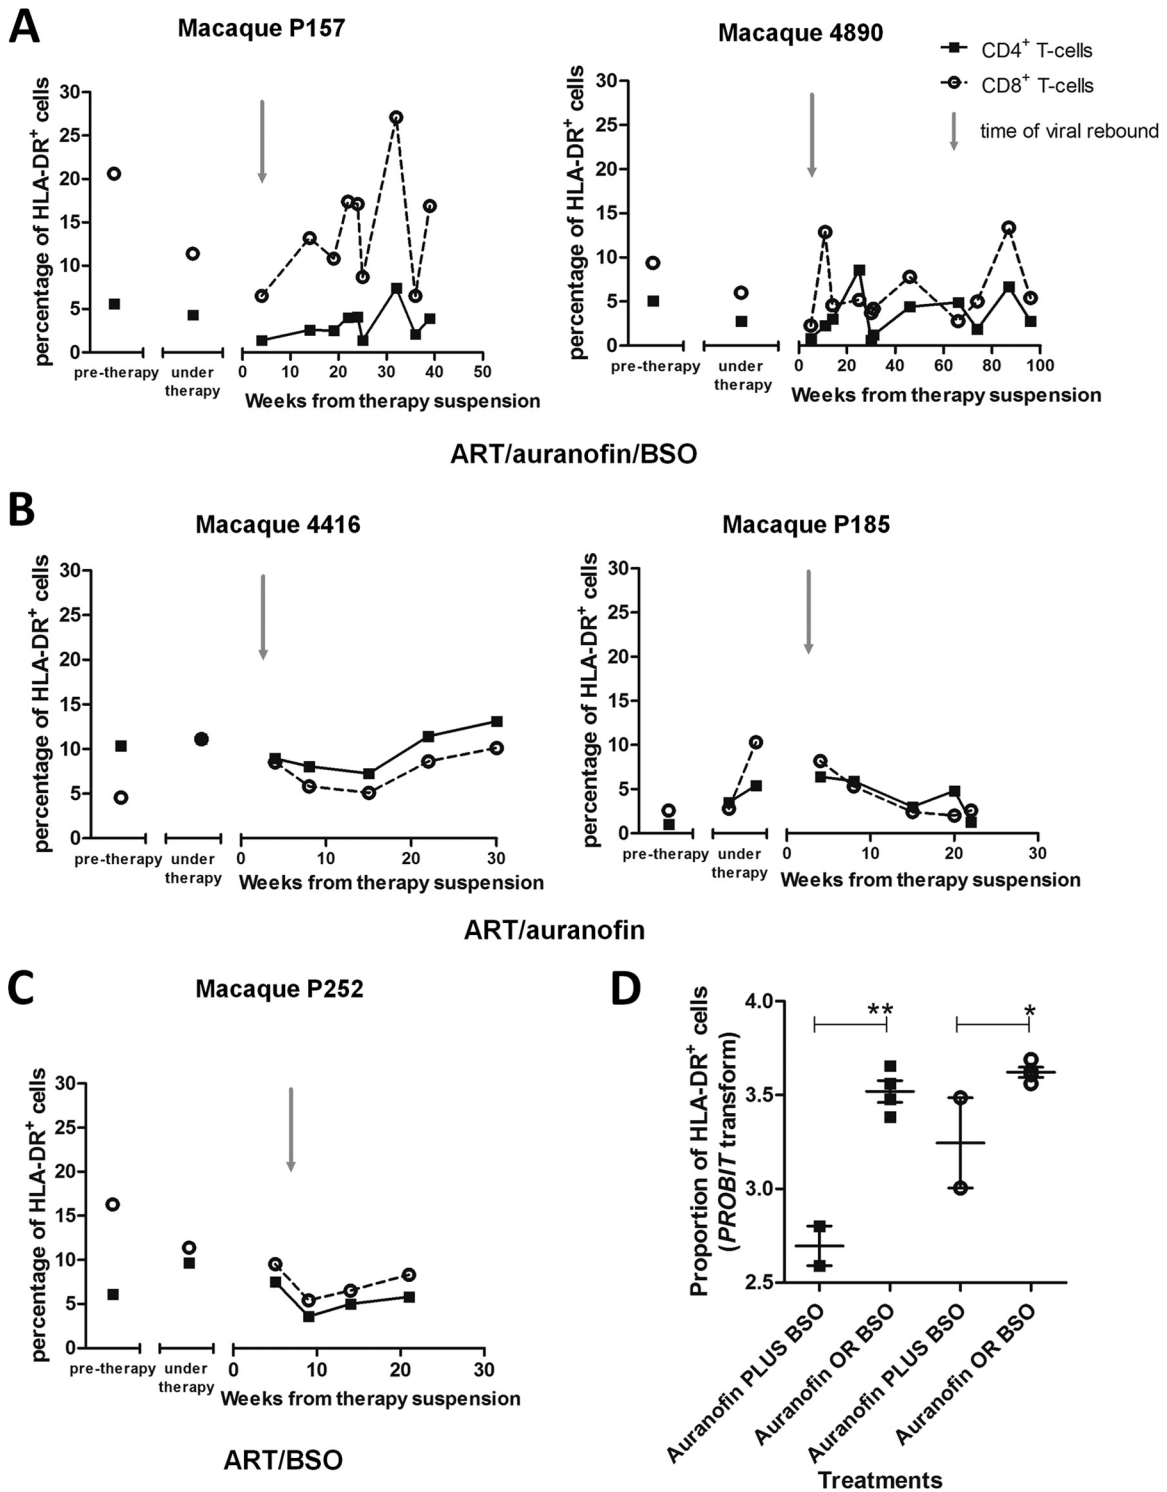 A
Macaque P157
Macaque 4890
CD4+ T-cells
CD8+ T-cells
time of viral rebound
percentage of HLA-DR+ cells
30
25
20
15
10
5
0
pre-therapy
under
therapy
0 10 20 30 40 50
Weeks from therapy suspension
percentage of HLA-DR+ cells
30
25
20
15
10
5
0
pre-therapy
under
therapy
0 20 40 60 80 100
Weeks from therapy suspension
ART/auranofin/BSO
B
Macaque 4416
Macaque P185
percentage of HLA-DR+ cells
30
25
20
15
10
5
0
pre-therapy
under
therapy
0 10 20 30
Weeks from therapy suspension
percentage of HLA-DR+ cells
30
25
20
15
10
5
0
pre-therapy
under
therapy
0 10 20 30
Weeks from therapy suspension
ART/auranofin
C
Macaque P252
percentage of HLA-DR+ cells
30
25
20
15
10
5
0
pre-therapy
under
therapy
0 10 20 30
Weeks from therapy suspension
ART/BSO
D
Proportion of HLA-DR+ cells
(PROBIT transform)
4.0
3.5
3.0
2.5
**
*
Auranofin PLUS BSO
Auranofin OR BSO
Auranofin PLUS BSO
Auranofin OR BSO
Treatments